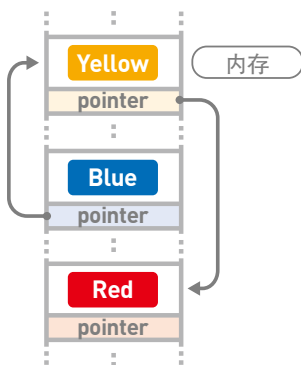 Yellow
内存
pointer
Blue
pointer
Red
pointer